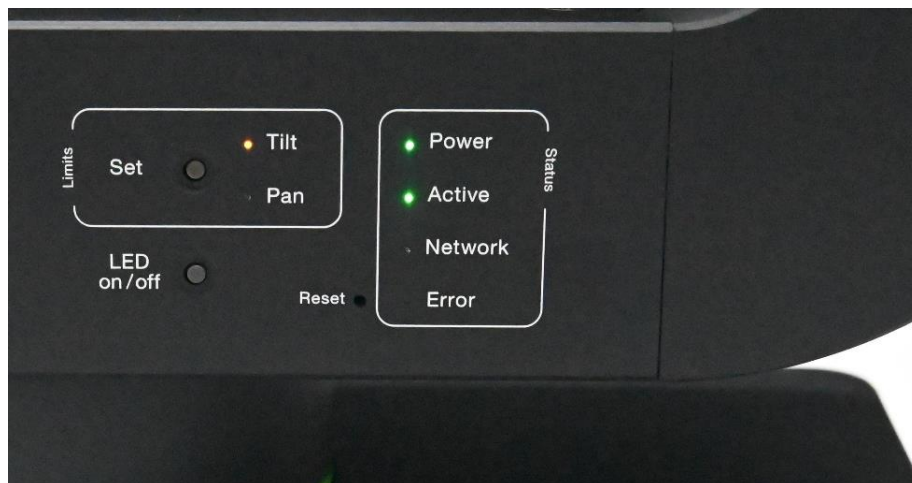 Limits
Set
Tilt
Pan
LED
on/off
Reset
Power
Active
Network
Error
Status